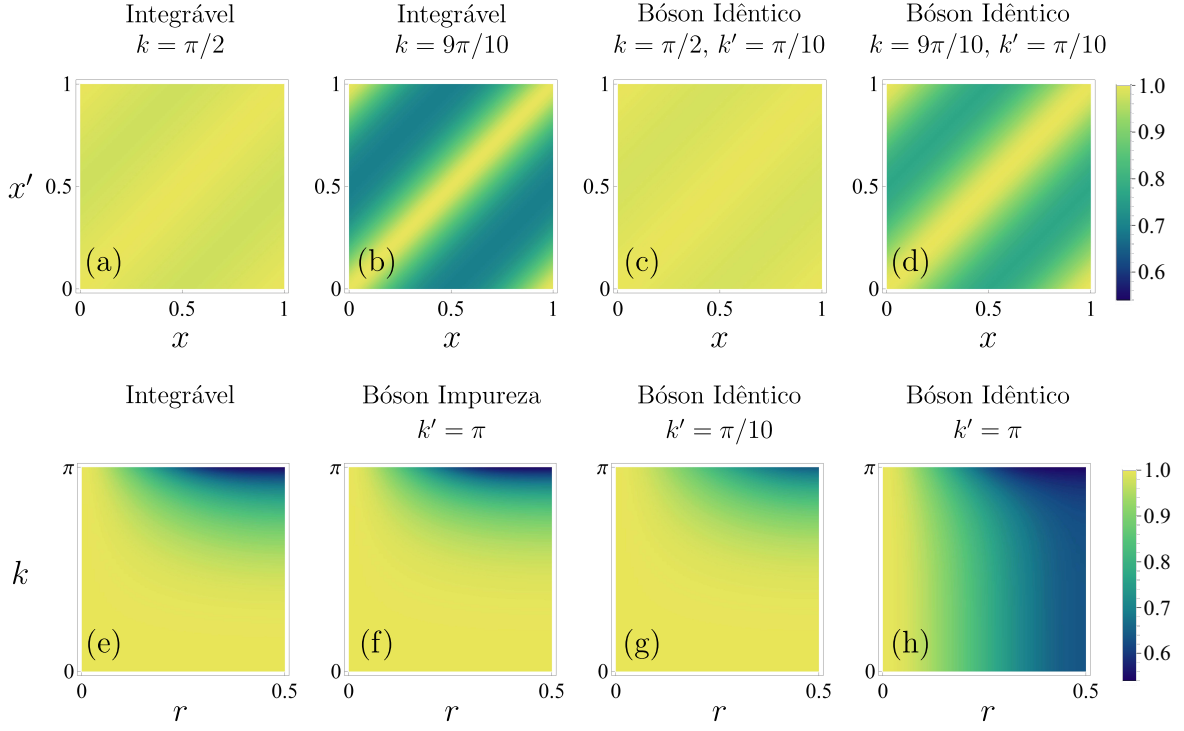 Integrável Integrável Bóson Idêntico Bóson Idêntico
k = π/2 k = 9π/10 k = π/2, k′ = π/10 k = 9π/10, k′ = π/10
1 1 1 1 1.0
0.9
x′ 0.5 0.5 0.5 0.5 0.8
0.7
(a) (b) (c) (d) 0.6
0 0 0 0
0 0.5 1 0 0.5 1 0 0.5 1 0 0.5 1
x x x x
Integrável Bóson Impureza Bóson Idêntico Bóson Idêntico
k′ = π k′ = π/10 k′ = π
π π π π 1.0
0.9
k 0.8
0.7
(e) (f) (g) (h) 0.6
0 0 0 0
0 0.5 0 0.5 0 0.5 0 0.5
r r r r